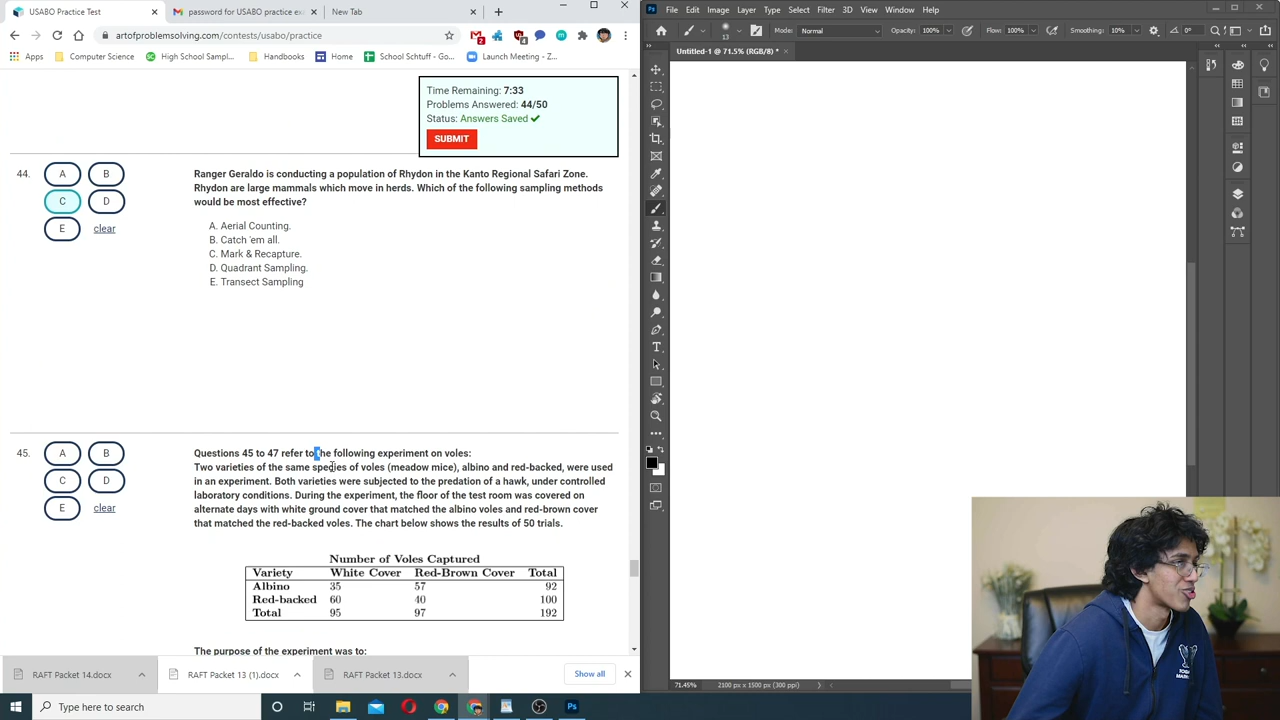 USABO Practice Test
password for USABO practice ex
New Tab
artofproblemsolving.com/contests/usabo/practice
Apps
Computer Science
High School Sampl...
Handbooks
Home
School Schtuff - Go...
Launch Meeting - Z...
Time Remaining: 7:33
Problems Answered: 44/50
Status: Answers Saved ✔
SUBMIT
44.
A
B
C
D
E
clear
Ranger Geraldo is conducting a population of Rhydon in the Kanto Regional Safari Zone.
Rhydon are large mammals which move in herds. Which of the following sampling methods
would be most effective?
A. Aerial Counting.
B. Catch 'em all.
C. Mark & Recapture.
D. Quadrant Sampling.
E. Transect Sampling
45.
A
B
C
D
E
clear
Questions 45 to 47 refer to the following experiment on voles:
Two varieties of the same species of voles (meadow mice), albino and red-backed, were used
in an experiment. Both varieties were subjected to the predation of a hawk, under controlled
laboratory conditions. During the experiment, the floor of the test room was covered on
alternate days with white ground cover that matched the albino voles and red-brown cover
that matched the red-backed voles. The chart below shows the results of 50 trials.
Number of Voles Captured
Variety White Cover Red-Brown Cover Total
Albino 35 57 92
Red-backed 60 40 100
Total 95 97 192
The purpose of the experiment was to:
RAFT Packet 14.docx
RAFT Packet 13 (1).docx
RAFT Packet 13.docx
Show all
Type here to search
Ps
File Edit Image Layer Type Select Filter 3D View Window Help
13
Mode: Normal
Opacity: 100%
Flow: 100%
Smoothing: 10%
0°
Untitled-1 @ 71.5% (RGB/8) *
71.45%
2100 px x 1500 px (300 ppi)